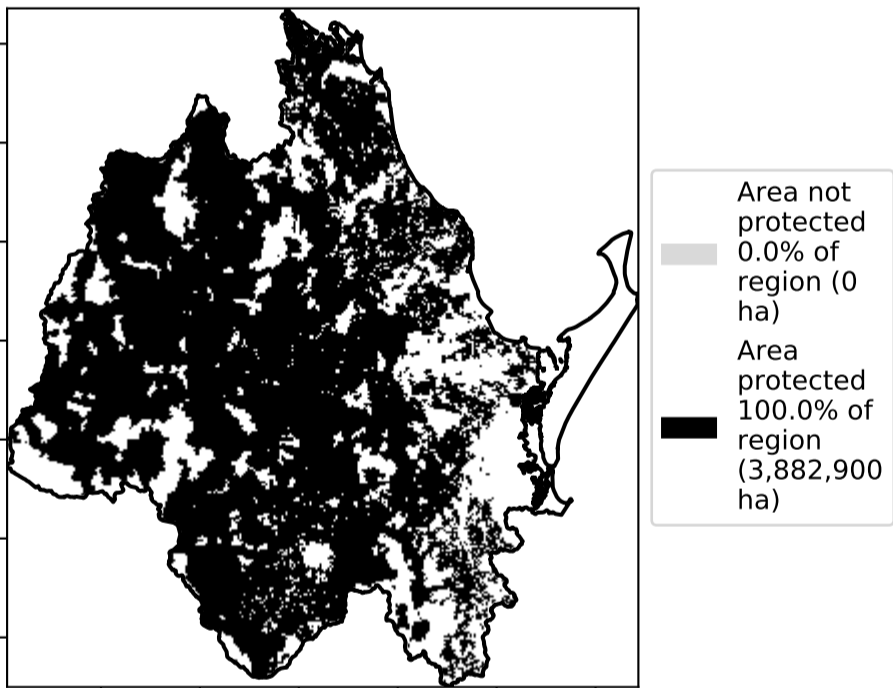 Area not
protected
0.0% of
region (0
ha)
Area
protected
100.0% of
region
(3,882,900
ha)